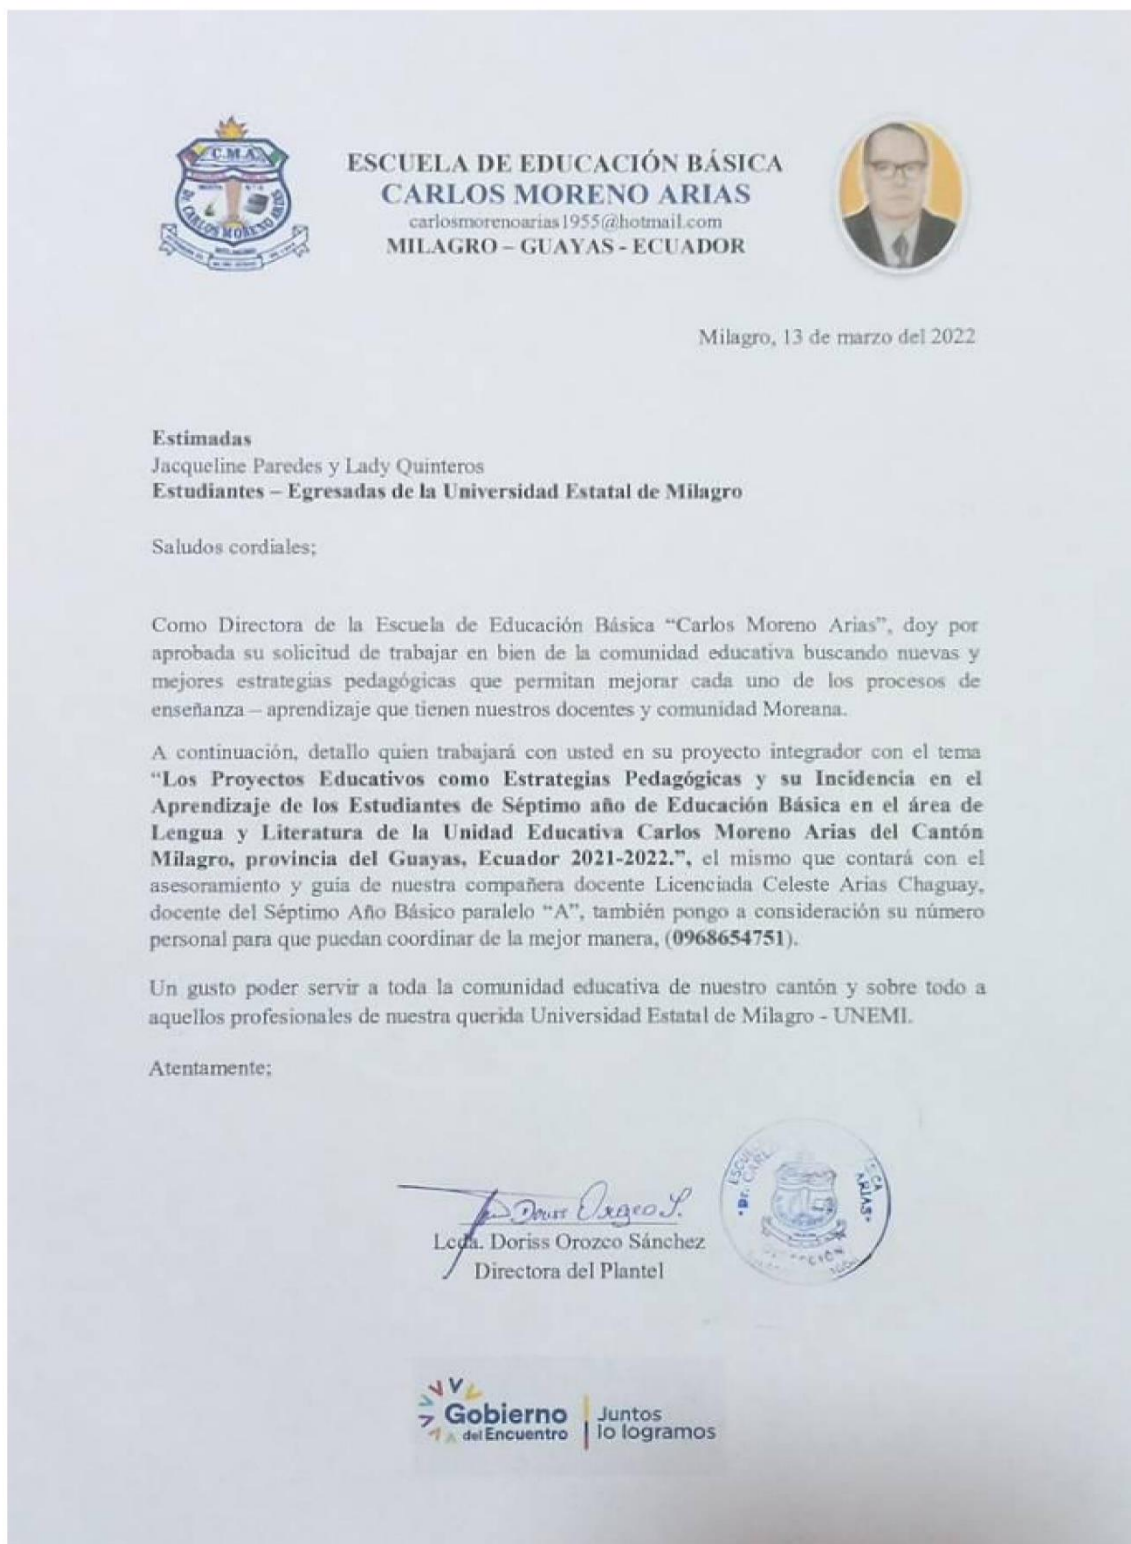 C.M.A.
Dr. CARLOS MORENO ARIAS
MILAGRO
ESCUELA DE EDUCACIÓN BÁSICA
CARLOS MORENO ARIAS
carlosmorenoarias1955@hotmail.com
MILAGRO – GUAYAS - ECUADOR
Milagro, 13 de marzo del 2022
Estimadas
Jacqueline Paredes y Lady Quinteros
Estudiantes – Egresadas de la Universidad Estatal de Milagro
Saludos cordiales;
Como Directora de la Escuela de Educación Básica “Carlos Moreno Arias”, doy por
aprobada su solicitud de trabajar en bien de la comunidad educativa buscando nuevas y
mejores estrategias pedagógicas que permitan mejorar cada uno de los procesos de
enseñanza – aprendizaje que tienen nuestros docentes y comunidad Moreana.
A continuación, detallo quien trabajará con usted en su proyecto integrador con el tema
“Los Proyectos Educativos como Estrategias Pedagógicas y su Incidencia en el
Aprendizaje de los Estudiantes de Séptimo año de Educación Básica en el área de
Lengua y Literatura de la Unidad Educativa Carlos Moreno Arias del Cantón
Milagro, provincia del Guayas, Ecuador 2021-2022.”, el mismo que contará con el
asesoramiento y guía de nuestra compañera docente Licenciada Celeste Arias Chaguay,
docente del Séptimo Año Básico paralelo “A”, también pongo a consideración su número
personal para que puedan coordinar de la mejor manera, (0968654751).
Un gusto poder servir a toda la comunidad educativa de nuestro cantón y sobre todo a
aquellos profesionales de nuestra querida Universidad Estatal de Milagro - UNEMI.
Atentamente;
Doriss Orozco S.
Lcda. Doriss Orozco Sánchez
Directora del Plantel
Dr.
ARIAS
Gobierno
del Encuentro
Juntos
lo logramos